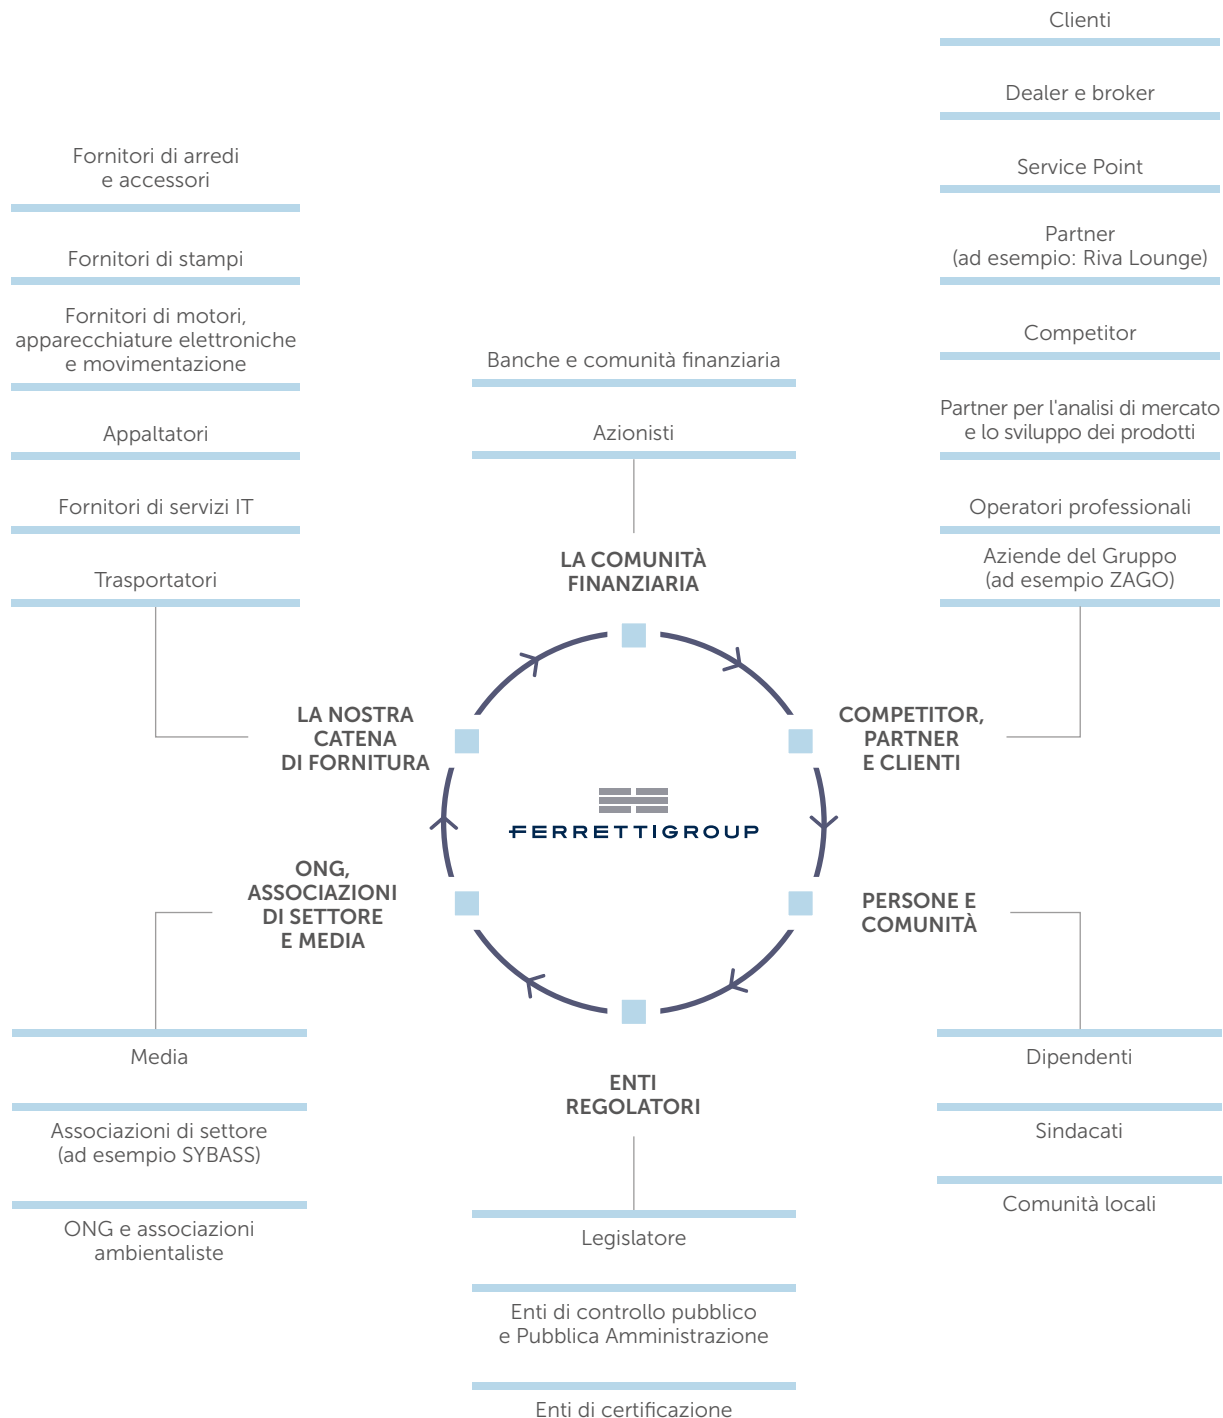 Clienti
Dealer e broker
Service Point
Partner
(ad esempio: Riva Lounge)
Competitor
Partner per l'analisi di mercato
e lo sviluppo dei prodotti
Operatori professionali
Aziende del Gruppo
(ad esempio ZAGO)
Fornitori di arredi
e accessori
Fornitori di stampi
Fornitori di motori,
apparecchiature elettroniche
e movimentazione
Appaltatori
Fornitori di servizi IT
Trasportatori
Banche e comunità finanziaria
Azionisti
LA COMUNITÀ
FINANZIARIA
LA NOSTRA
CATENA
DI FORNITURA
COMPETITOR,
PARTNER
E CLIENTI
FERRETTIGROUP
ONG,
ASSOCIAZIONI
DI SETTORE
E MEDIA
PERSONE E
COMUNITÀ
ENTI
REGOLATORI
Media
Associazioni di settore
(ad esempio SYBASS)
ONG e associazioni
ambientaliste
Legislatore
Enti di controllo pubblico
e Pubblica Amministrazione
Enti di certificazione
Dipendenti
Sindacati
Comunità locali